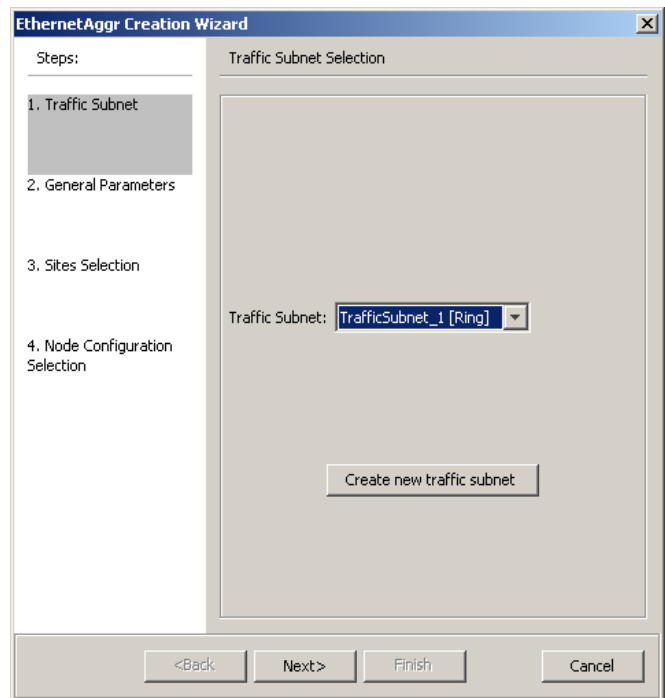 EthernetAggr Creation Wizard
Steps:
Traffic Subnet Selection
1. Traffic Subnet
2. General Parameters
3. Sites Selection
4. Node Configuration
Selection
Traffic Subnet: TrafficSubnet_1 [Ring]
Create new traffic subnet
<Back Next> Finish Cancel